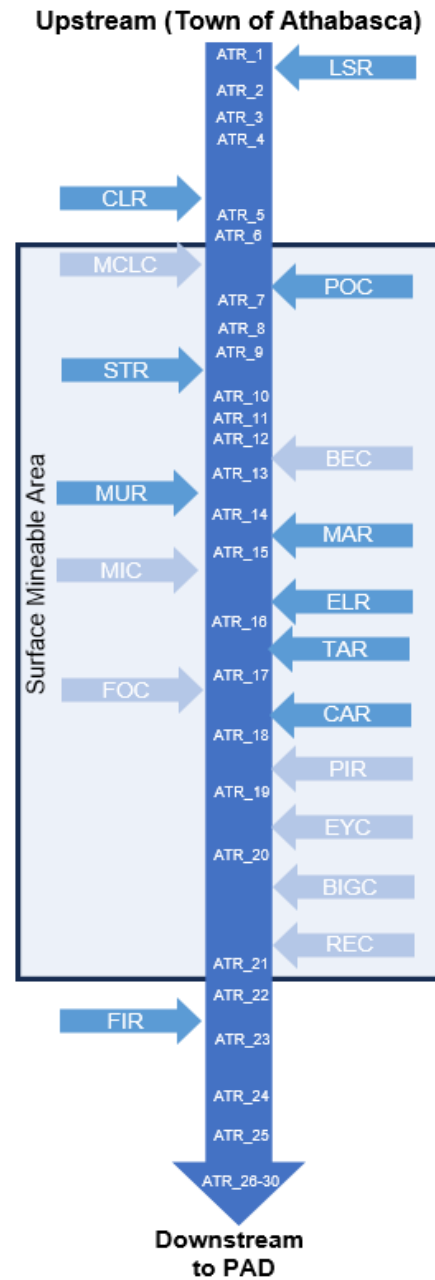 Upstream (Town of Athabasca)
ATR_1
LSR
ATR_2
ATR_3
ATR_4
CLR
ATR_5
ATR_6
MCLC
POC
ATR_7
ATR_8
ATR_9
STR
ATR_10
ATR_11
ATR_12
BEC
ATR_13
MUR
ATR_14
MAR
ATR_15
MIC
ELR
ATR_16
TAR
ATR_17
FOC
CAR
ATR_18
PIR
ATR_19
EYC
ATR_20
BIGC
REC
ATR_21
Surface Mineable Area
ATR_22
FIR
ATR_23
ATR_24
ATR_25
ATR_26-30
Downstream
to PAD